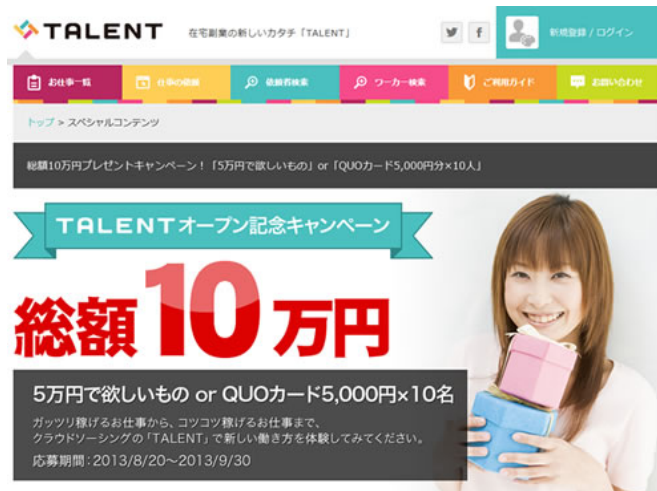 TALENT
在宅副業の新しいカタチ「TALENT」
新規登録 / ログイン
お仕事一覧
仕事の依頼
依頼者検索
ワーカー検索
ご利用ガイド
お問い合わせ
トップ > スペシャルコンテンツ
総額10万円プレゼントキャンペーン！「5万円で欲しいもの」or「QUOカード5,000円分×10人」
TALENTオープン記念キャンペーン
総額10万円
5万円で欲しいもの or QUOカード5,000円×10名
ガッツリ稼げるお仕事から、コツコツ稼げるお仕事まで、
クラウドソーシングの「TALENT」で新しい働き方を体験してみてください。
応募期間：2013/8/20〜2013/9/30